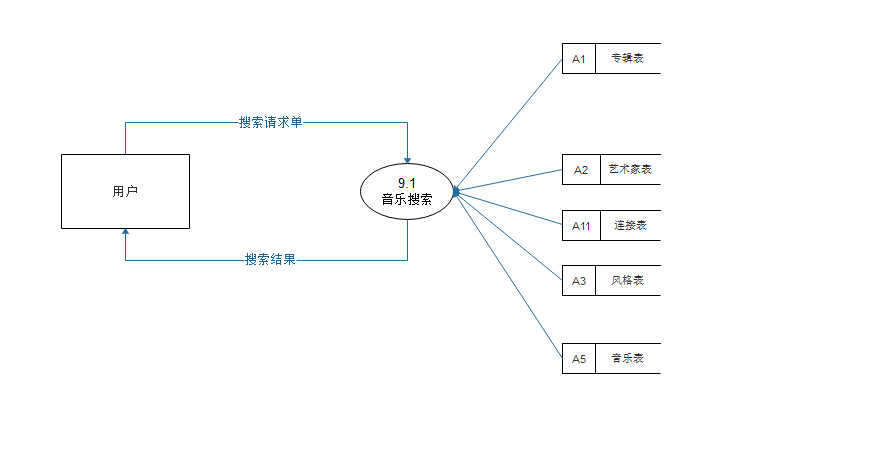 A1 专辑表
搜索请求单
用户
9.1
音乐搜索
A2 艺术家表
A11 连接表
搜索结果
A3 风格表
A5 音乐表